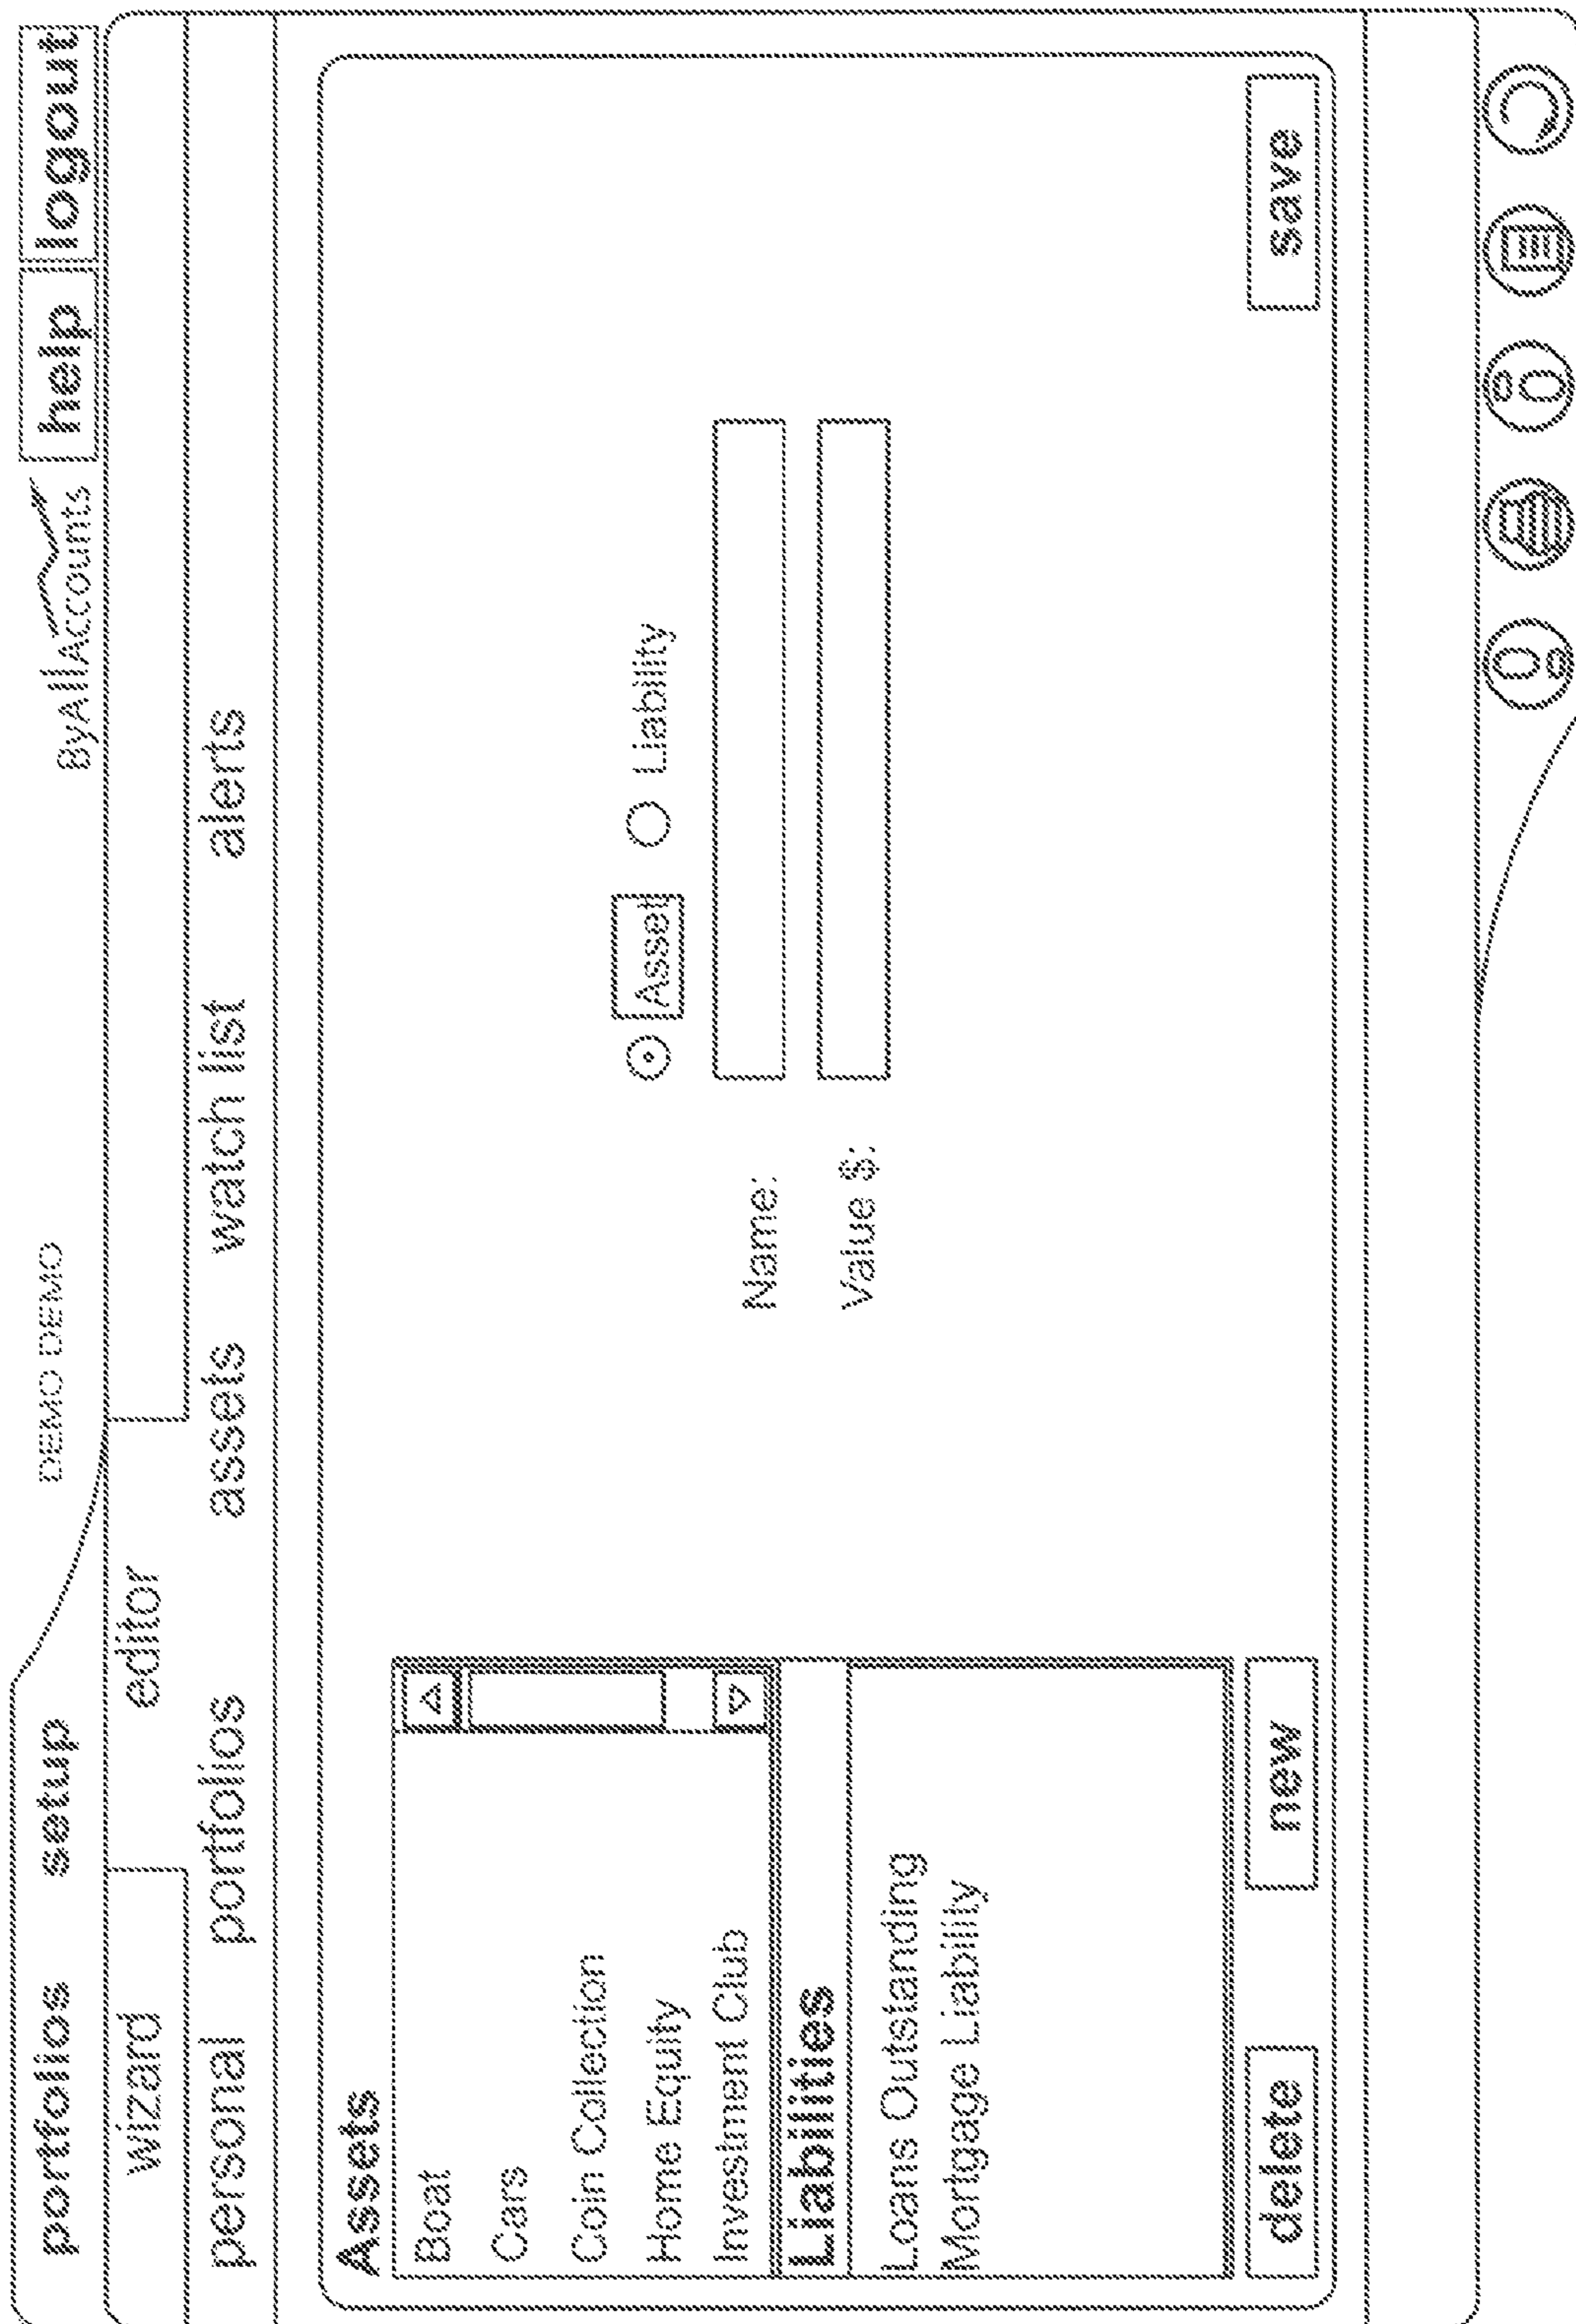 portfolios setup DEMO DEMO ByAllAccounts help logout
wizard editor
personal portfolios assets watch list alerts
Assets
Boat
Cars
Coin Collection
Home Equity
Investment Club
Liabilities
Loans Outstanding
Mortgage Liability
delete new
Asset Liability
Name:
Value $:
save